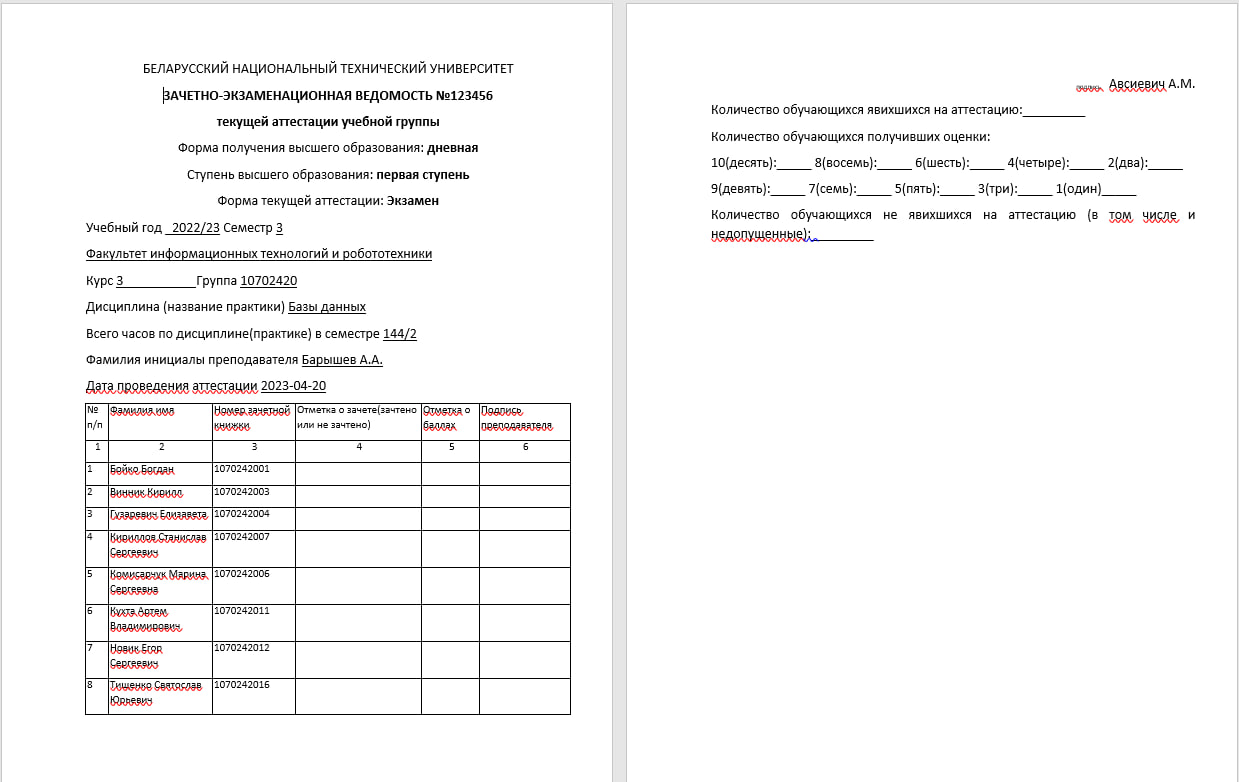 БЕЛАРУССКИЙ НАЦИОНАЛЬНЫЙ ТЕХНИЧЕСКИЙ УНИВЕРСИТЕТ
ЗАЧЕТНО-ЭКЗАМЕНАЦИОННАЯ ВЕДОМОСТЬ №123456
текущей аттестации учебной группы
Форма получения высшего образования: дневная
Ступень высшего образования: первая ступень
Форма текущей аттестации: Экзамен
Учебный год _2022/23 Семестр 3
Факультет информационных технологий и робототехники
Курс 3___________Группа 10702420
Дисциплина (название практики) Базы данных
Всего часов по дисциплине(практике) в семестре 144/2
Фамилия инициалы преподавателя Барышев А.А.
Дата проведения аттестации 2023-04-20
№ п/п Фамилия имя Номер зачетной книжки Отметка о зачете(зачтено или не зачтено) Отметка о баллах Подпись преподавателя
1 2 3 4 5 6
1 Бойко Богдан 1070242001
2 Винник Кирилл 1070242003
3 Гузаревич Елизавета 1070242004
4 Кириллов Станислав Сергеевич 1070242007
5 Комисарчук Марина Сергеевна 1070242006
6 Кухта Артем Владимирович 1070242011
7 Новик Егор Сергеевич 1070242012
8 Тищенко Святослав Юрьевич 1070242016
Авсиевич А.М.
Количество обучающихся явихшихся на аттестацию:_________
Количество обучающихся получивших оценки:
10(десять):_____ 8(восемь):_____ 6(шесть):_____ 4(четыре):_____ 2(два):_____
9(девять):_____ 7(семь):_____ 5(пять):_____ 3(три):_____ 1(один)_____
Количество обучающихся не явихшихся на аттестацию (в том числе и
недопущенные):_________